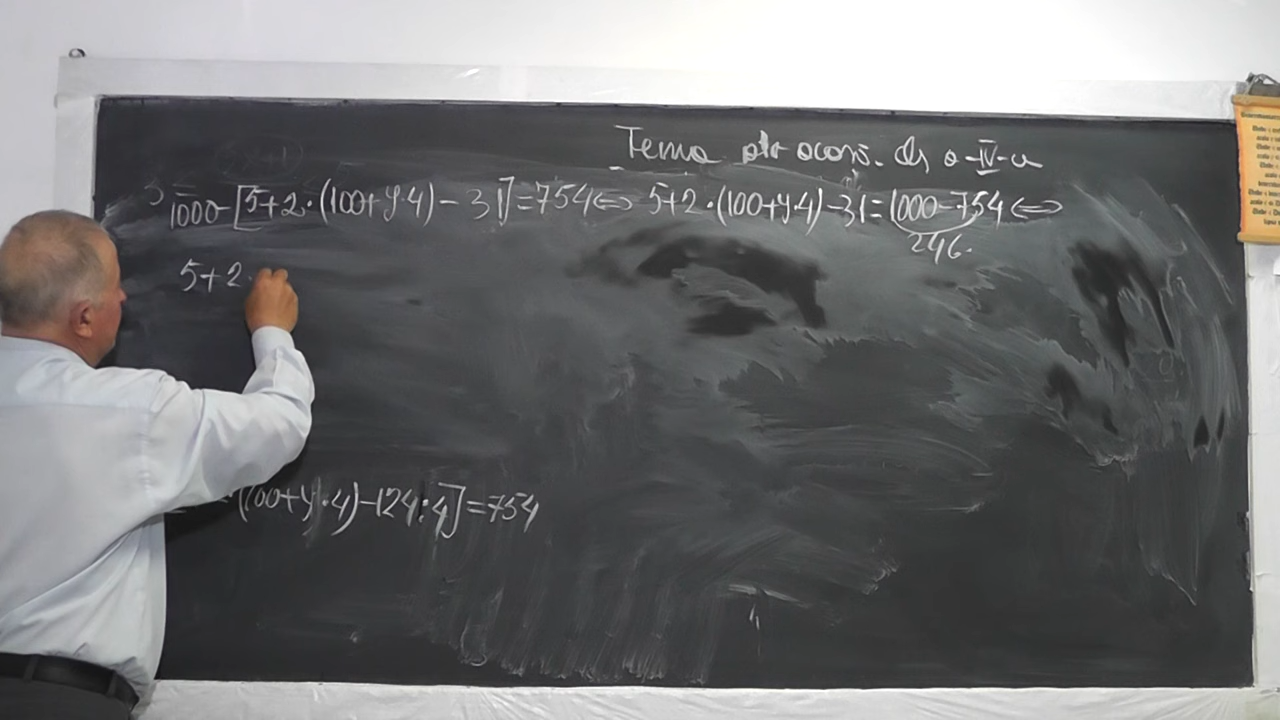 Tema ptr acasă. cls a-IV-a
1000-[5+2·(100+y·4)-31]=754⇔ 5+2·(100+y·4)-31=1000-754⇔
246.
5+2·
(100+y·4)-124:4]=754